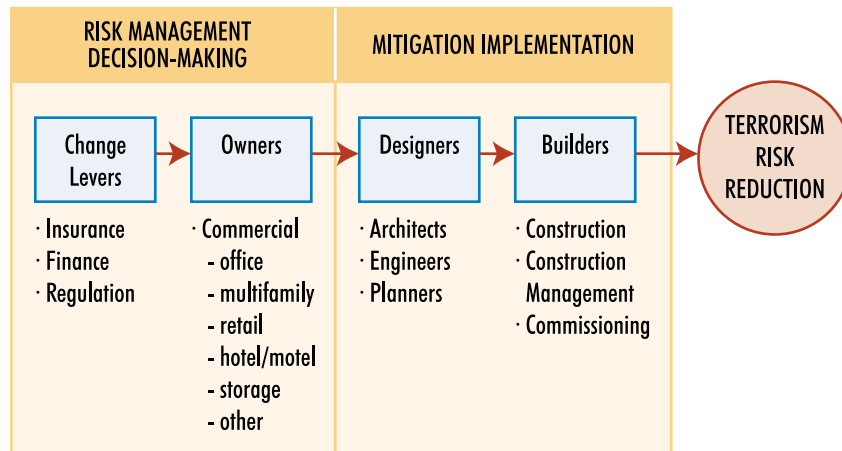 RISK MANAGEMENT
DECISION-MAKING
MITIGATION IMPLEMENTATION
Change
Levers
· Insurance
· Finance
· Regulation
Owners
· Commercial
- office
- multifamily
- retail
- hotel/motel
- storage
- other
Designers
· Architects
· Engineers
· Planners
Builders
· Construction
· Construction
Management
· Commissioning
TERRORISM
RISK
REDUCTION